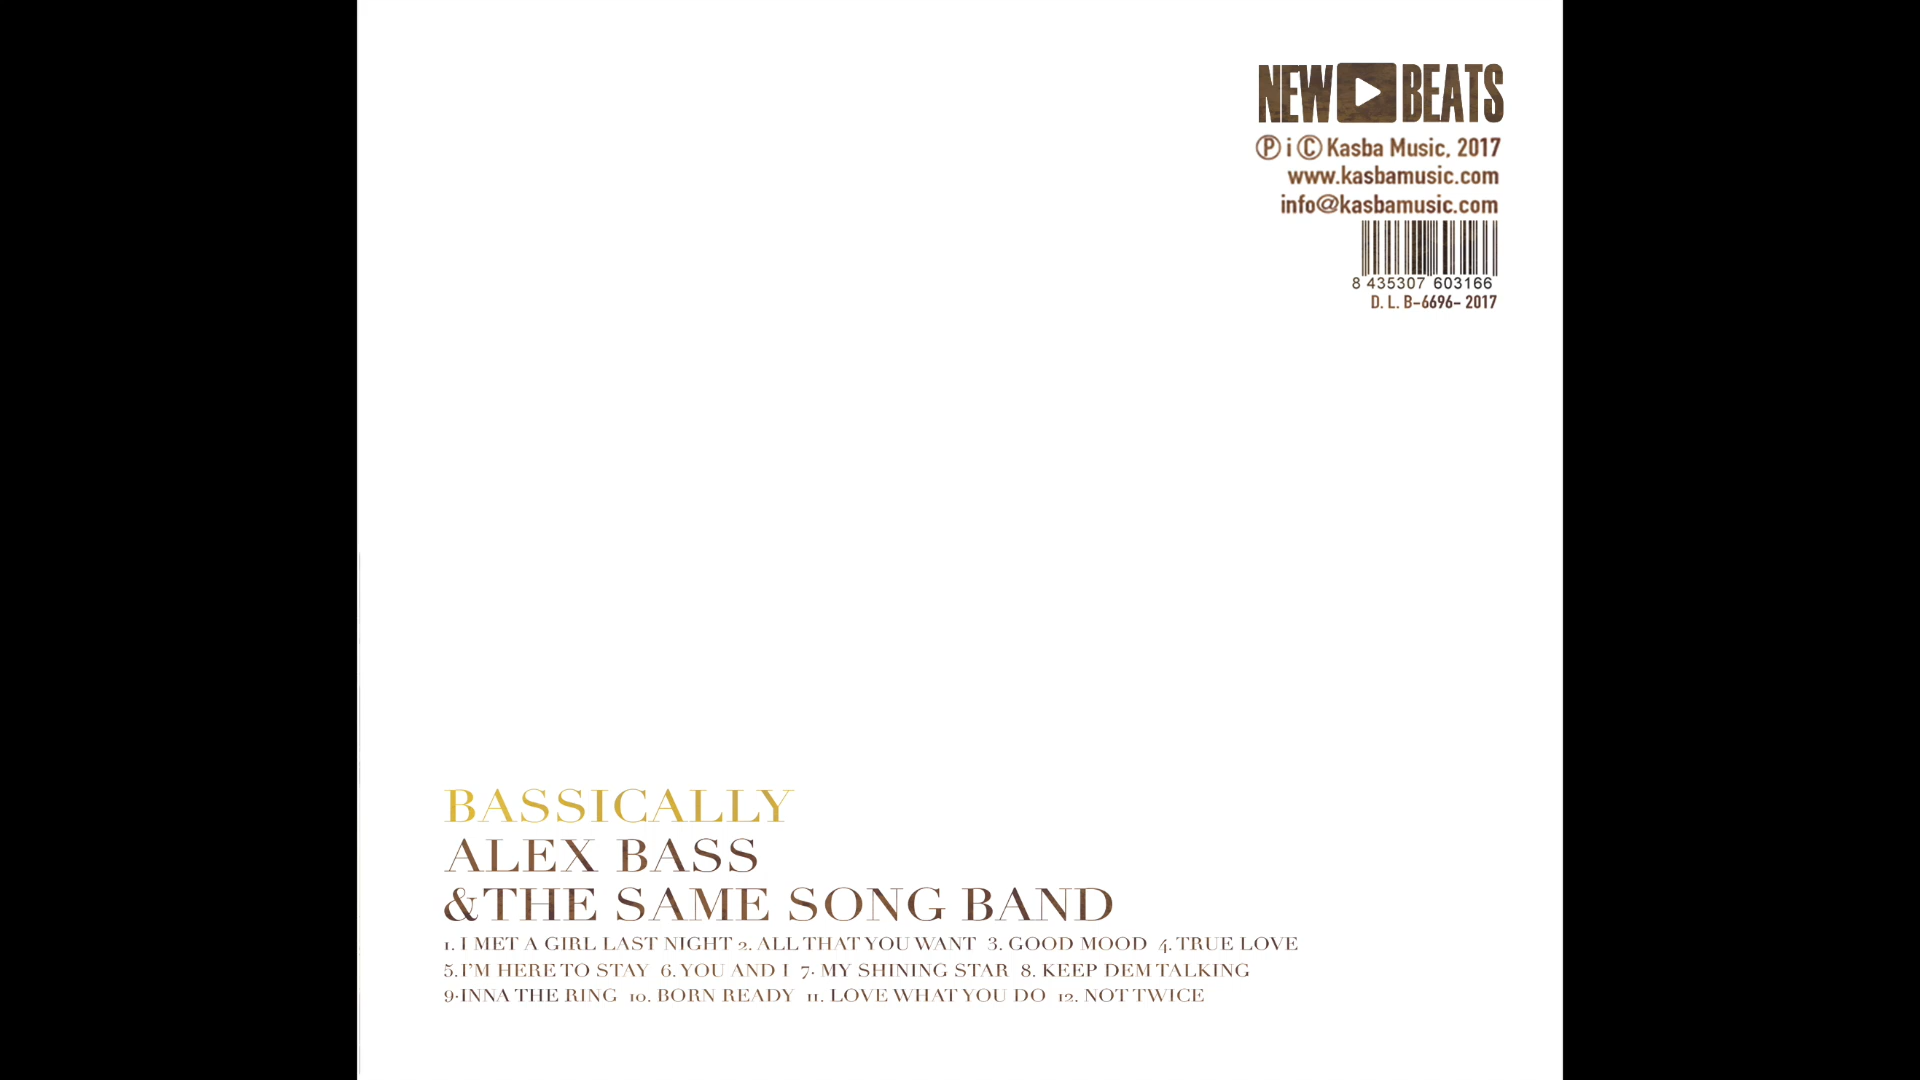 NEW BEATS
Ⓟ i Ⓒ Kasba Music, 2017
www.kasbamusic.com
info@kasbamusic.com
8 435307 603166
D. L. B-6696- 2017
BASSICALLY
ALEX BASS
&THE SAME SONG BAND
1. I MET A GIRL LAST NIGHT 2. ALL THAT YOU WANT 3. GOOD MOOD 4. TRUE LOVE
5. I'M HERE TO STAY 6. YOU AND I 7. MY SHINING STAR 8. KEEP DEM TALKING
9. INNA THE RING 10. BORN READY 11. LOVE WHAT YOU DO 12. NOT TWICE